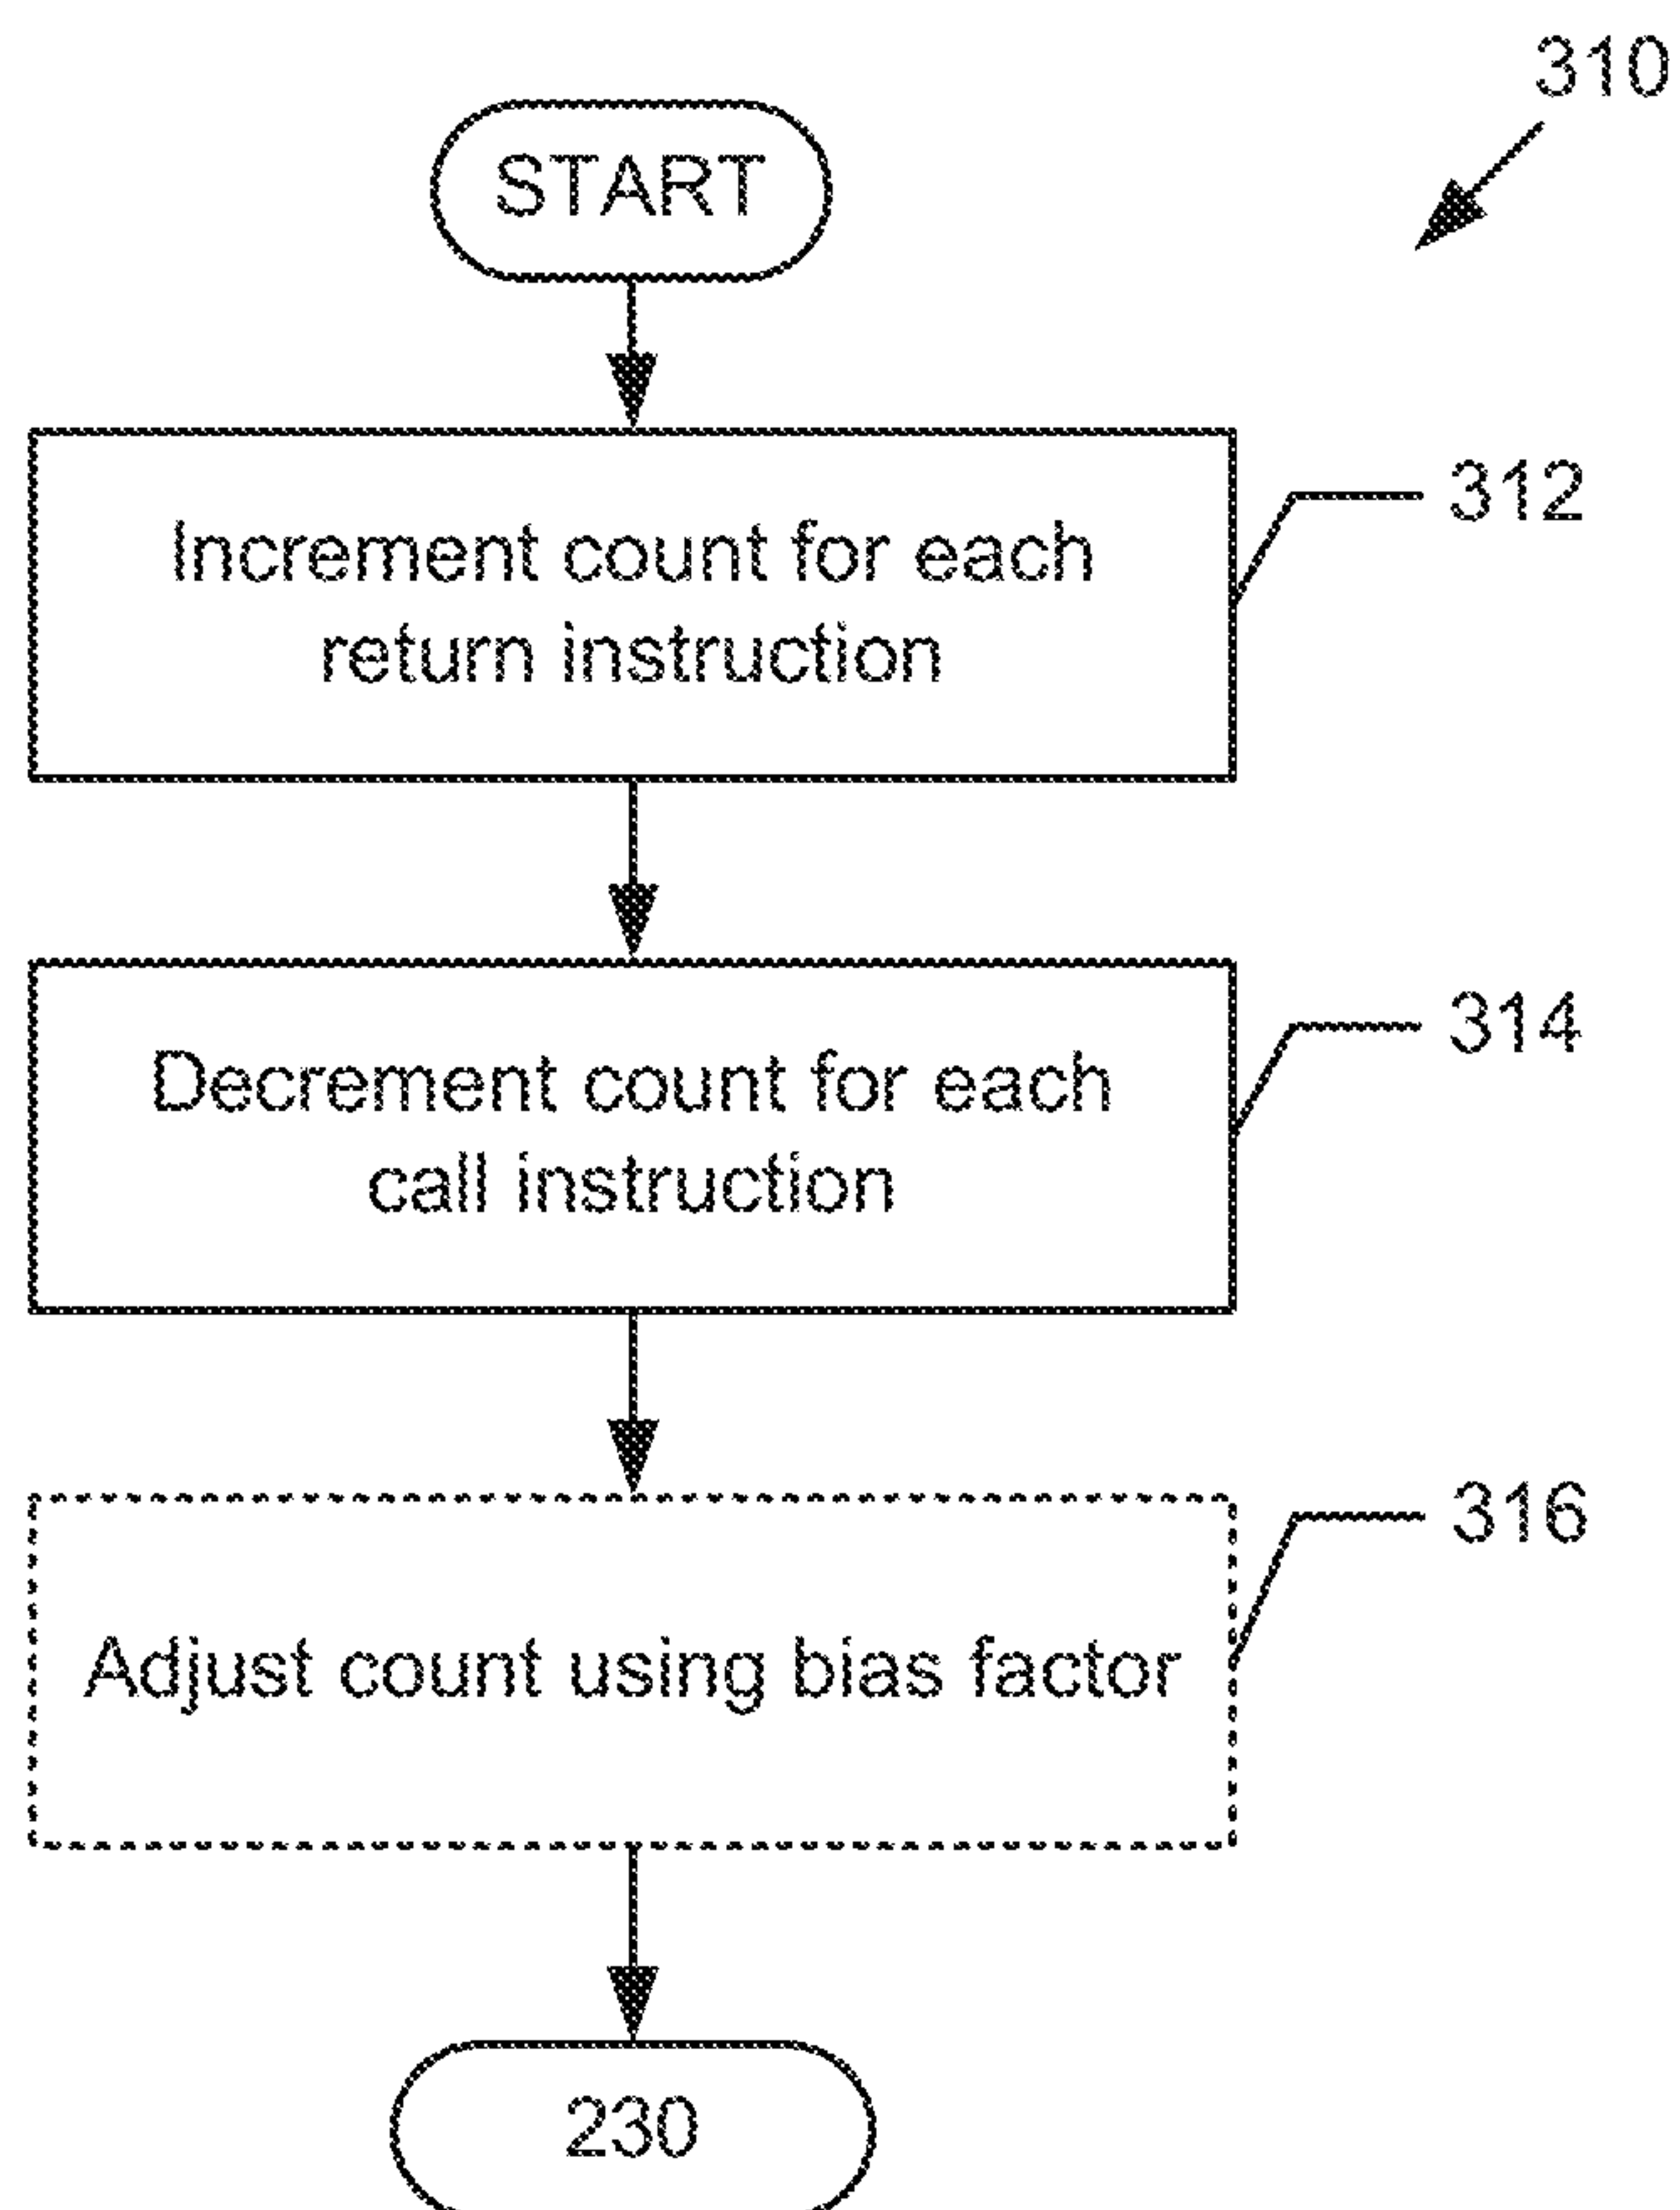 310
START
Increment count for each
return instruction
312
Decrement count for each
call instruction
314
316
Adjust count using bias factor
230